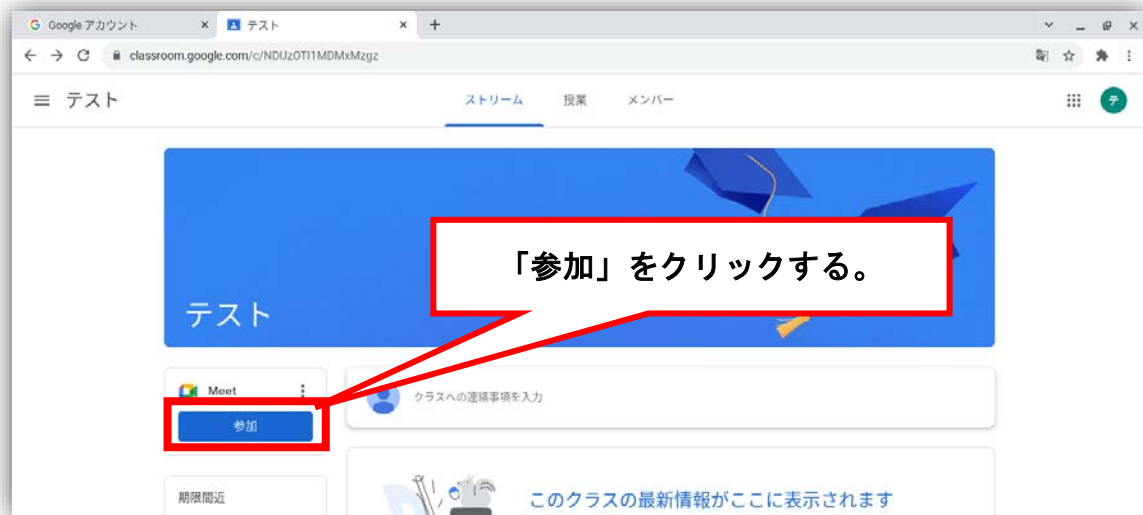 Google アカウント
テスト
classroom.google.com/c/NDUzOTI1MDMxMzgz
テスト
ストリーム
授業
メンバー
テ
「参加」をクリックする。
テスト
Meet
クラスへの連絡事項を入力
参加
期限間近
このクラスの最新情報がここに表示されます